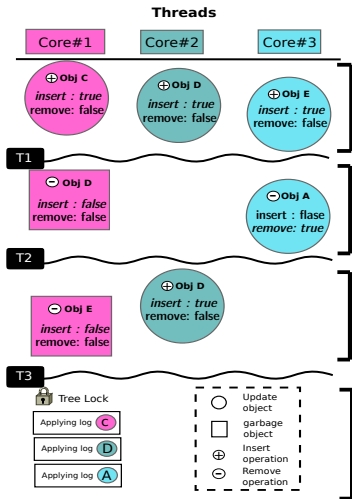 Threads
Core#1 Core#2 Core#3
+ Obj C
insert : true
remove: false
+ Obj D
insert : true
remove: false
+ Obj E
insert : true
remove: false
T1
- Obj D
insert : false
remove: false
- Obj A
insert : flase
remove: true
T2
+ Obj D
insert : true
remove: false
- Obj E
insert : false
remove: false
T3
Tree Lock
Applying log C
Applying log D
Applying log A
Update
object
garbage
object
+ Insert
operation
- Remove
operation